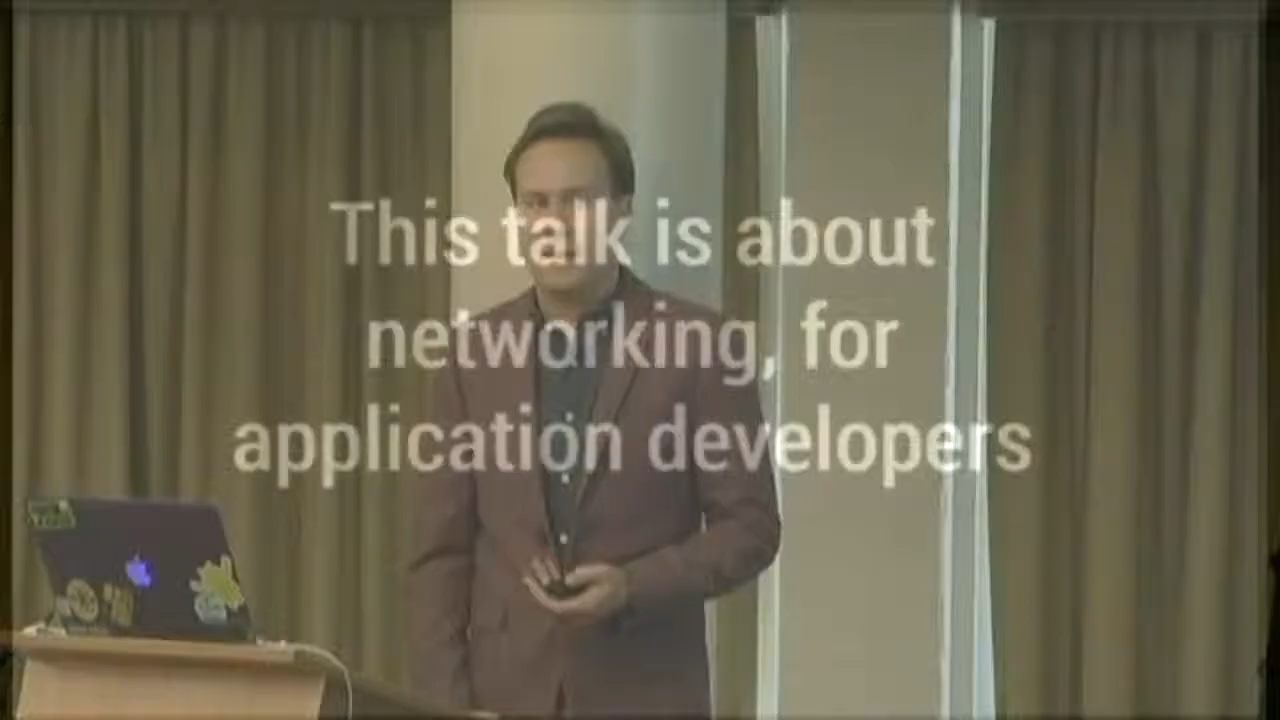 This talk is about
networking, for
application developers